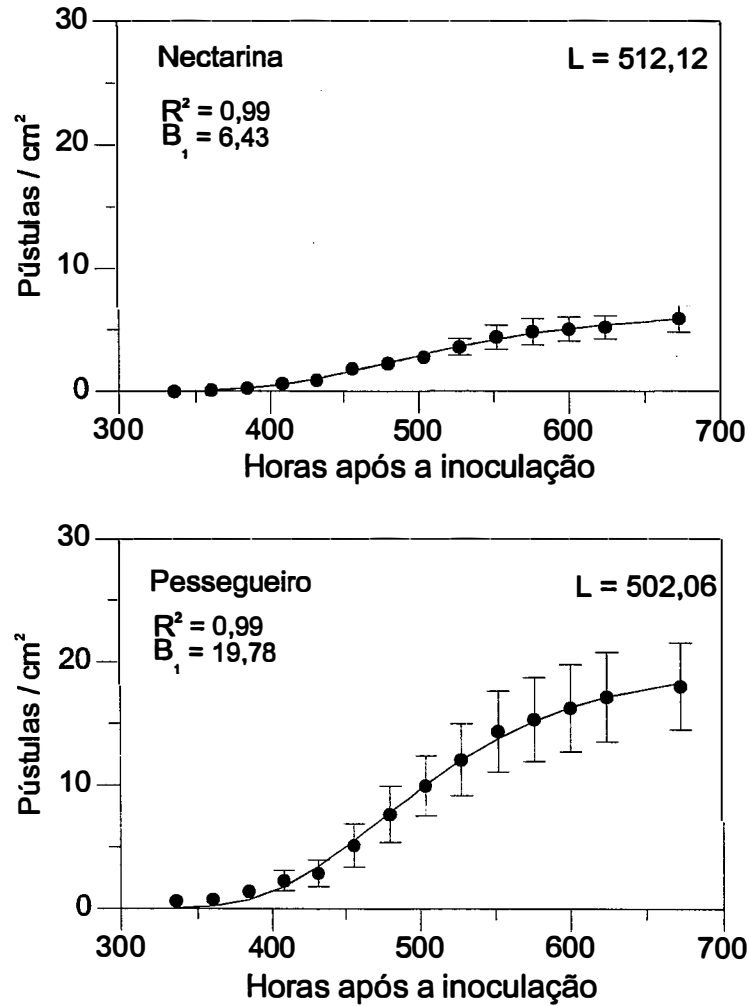 30
20
10
0
Pústulas / cm²
Nectarina
L = 512,12
R² = 0,99
B₁ = 6,43
300 400 500 600 700
Horas após a inoculação
30
20
10
0
Pústulas / cm²
Pessegueiro
L = 502,06
R² = 0,99
B₁ = 19,78
300 400 500 600 700
Horas após a inoculação